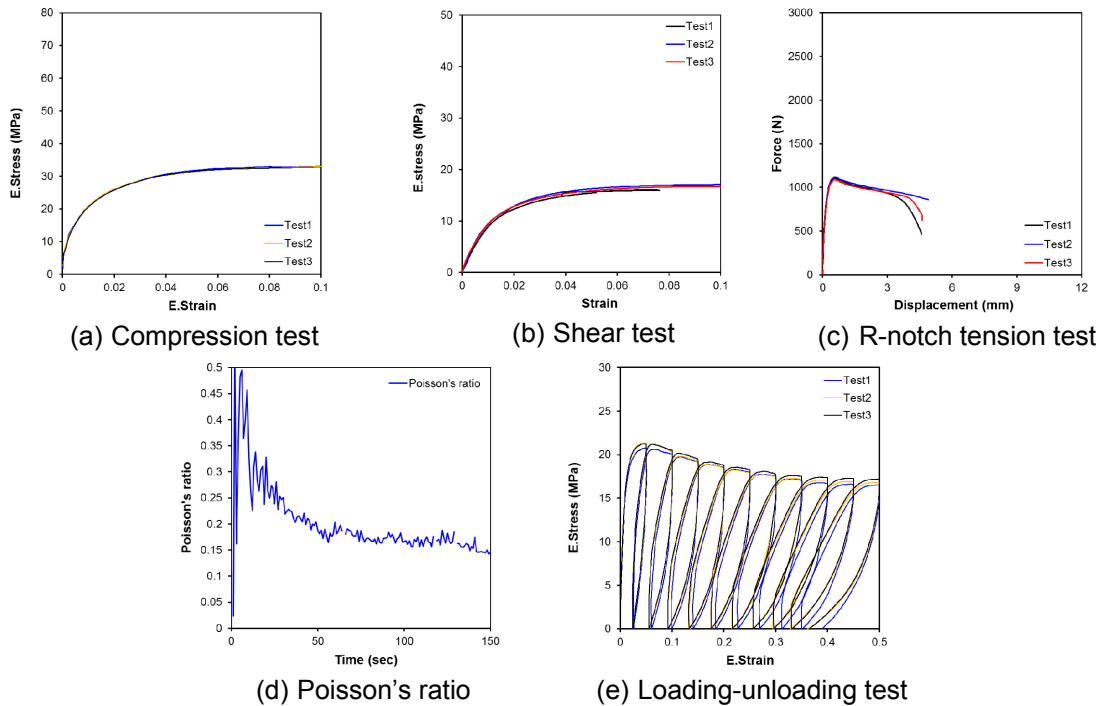 80
70
60
50
40
30
20
10
0
E.Stress (MPa)
Test1
Test2
Test3
0 0.02 0.04 0.06 0.08 0.1
E.Strain
(a) Compression test
50
40
30
20
10
0
E.stress (MPa)
Test1
Test2
Test3
0 0.02 0.04 0.06 0.08 0.1
Strain
(b) Shear test
3000
2500
2000
1500
1000
500
0
Force (N)
Test1
Test2
Test3
0 3 6 9 12
Displacement (mm)
(c) R-notch tension test
0.5
0.45
0.4
0.35
0.3
0.25
0.2
0.15
0.1
0.05
0
Poisson's ratio
Poisson's ratio
0 50 100 150
Time (sec)
(d) Poisson's ratio
30
25
20
15
10
5
0
E.Stress (MPa)
Test1
Test2
Test3
0 0.1 0.2 0.3 0.4 0.5
E.Strain
(e) Loading-unloading test